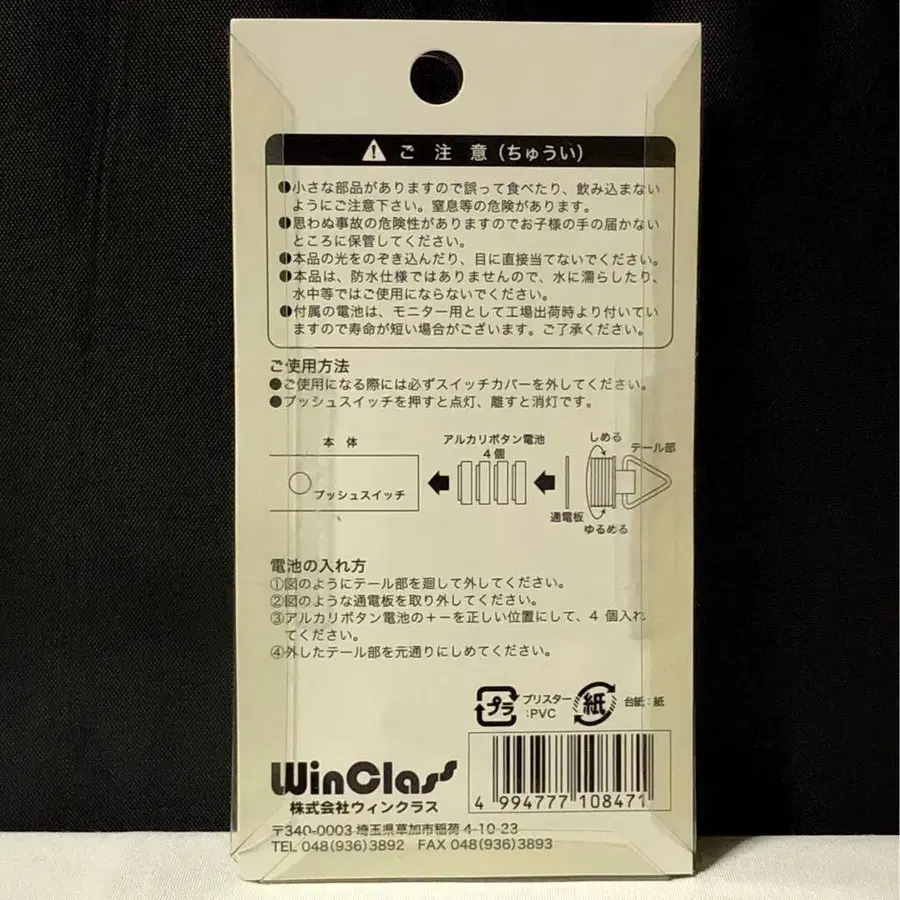 ご 注 意（ちゅうい）
●小さな部品がありますので誤って食べたり、飲み込まない
ようにご注意下さい。窒息等の危険があります。
●思わぬ事故の危険性がありますのでお子様の手の届かない
ところに保管してください。
●本品の光をのぞき込んだり、目に直接当てないでください。
●本品は、防水仕様ではありませんので、水に濡らしたり、
水中等ではご使用にならないでください。
●付属の電池は、モニター用として工場出荷時より付いてい
ますので寿命が短い場合がございます。ご了承ください。
ご使用方法
●ご使用になる際には必ずスイッチカバーを外してください。
●プッシュスイッチを押すと点灯、離すと消灯です。
本 体
プッシュスイッチ
アルカリボタン電池
4個
しめる
テール部
通電板
ゆるめる
電池の入れ方
①図のようにテール部を廻して外してください。
②図のような通電板を取り外してください。
③アルカリボタン電池の+−を正しい位置にして、4 個入れ
てください。
④外したテール部を元通りにしめてください。
プラ
ブリスター
:PVC
紙
台紙：紙
WinClass
株式会社ウィンクラス
4 994777 108471
〒340-0003 埼玉県草加市稲荷 4-10-23
TEL 048(936)3892 FAX 048(936)3893